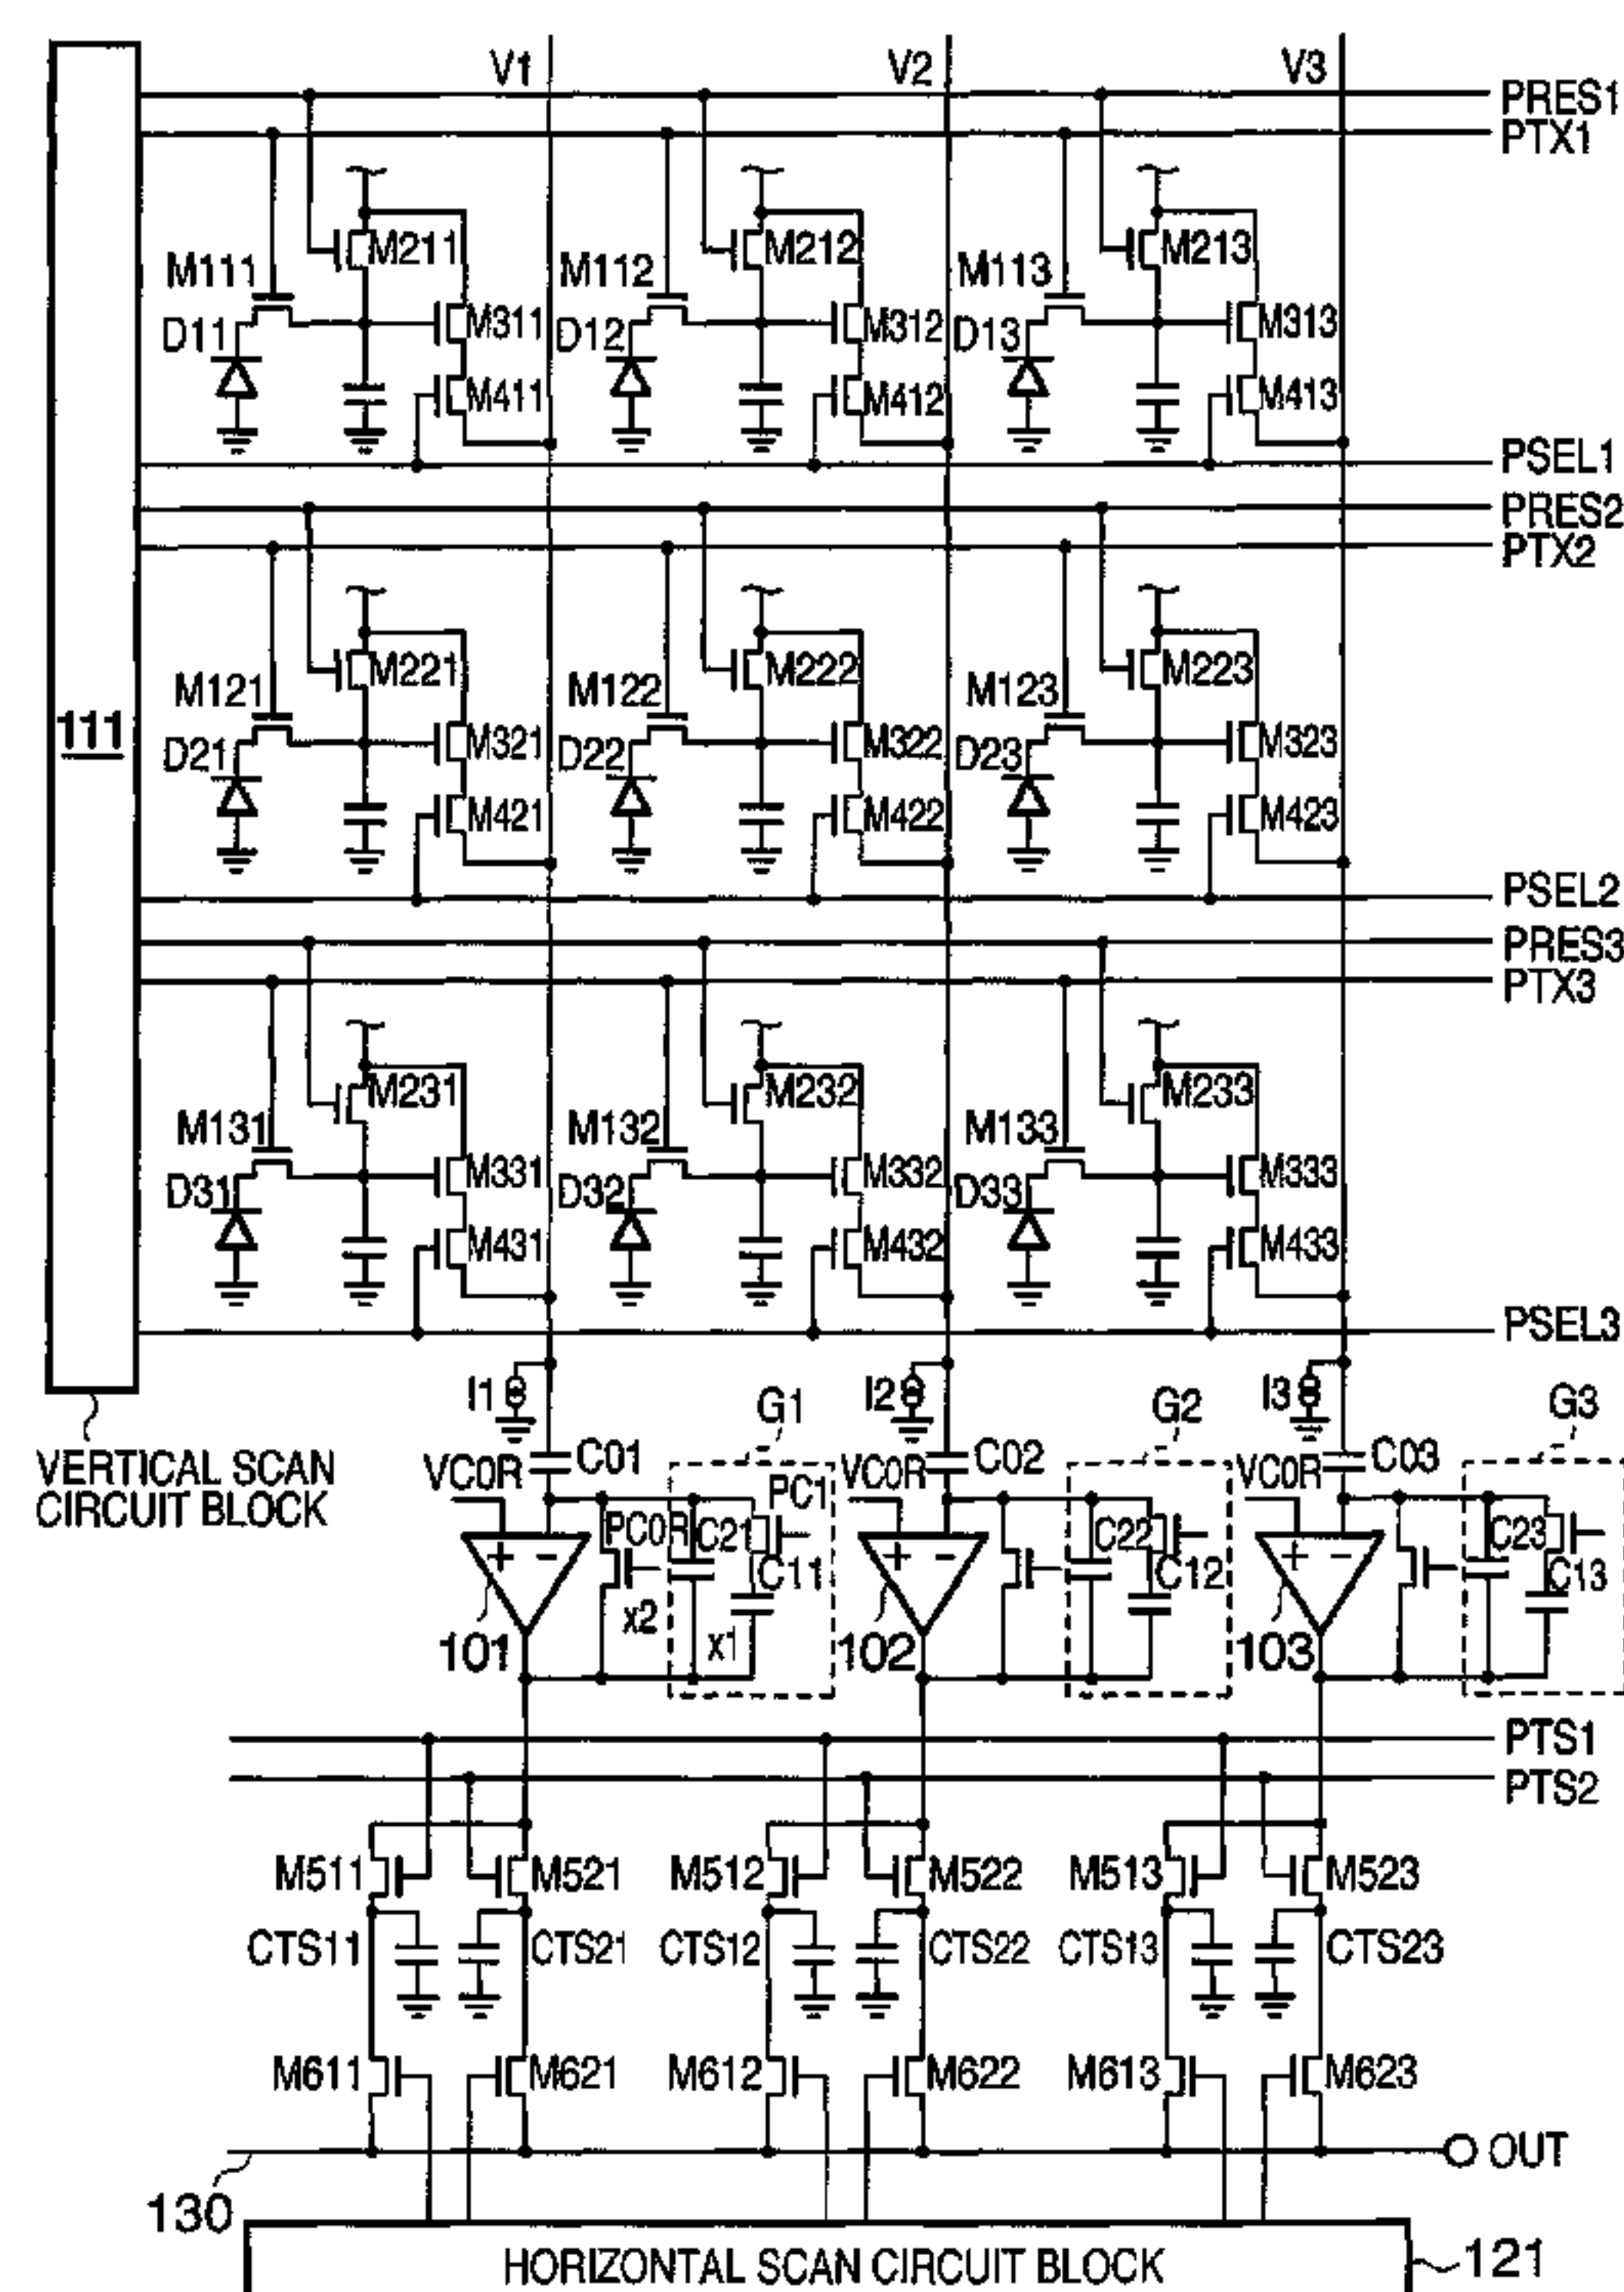 V1
V2
V3
PRES1
PTX1
M211
M212
M213
M111
M112
M113
D11
M311
D12
M312
D13
M313
M411
M412
M413
PSEL1
PRES2
PTX2
M221
M222
M223
M121
M122
M123
111
D21
M321
D22
M322
D23
M323
M421
M422
M423
PSEL2
PRES3
PTX3
M231
M232
M233
M131
M132
M133
D31
M331
D32
M332
D33
M333
M431
M432
M433
PSEL3
I1
G1
I2
G2
I3
G3
VERTICAL SCAN
CIRCUIT BLOCK
VC0R
C01
VC0R
C02
VC0R
C03
PC1
PC0R
C21
C22
C23
+ -
C11
+ -
C12
+ -
C13
x2
x1
101
102
103
PTS1
PTS2
M511
M521
M512
M522
M513
M523
CTS11
CTS21
CTS12
CTS22
CTS13
CTS23
M611
M621
M612
M622
M613
M623
OUT
130
HORIZONTAL SCAN CIRCUIT BLOCK
121